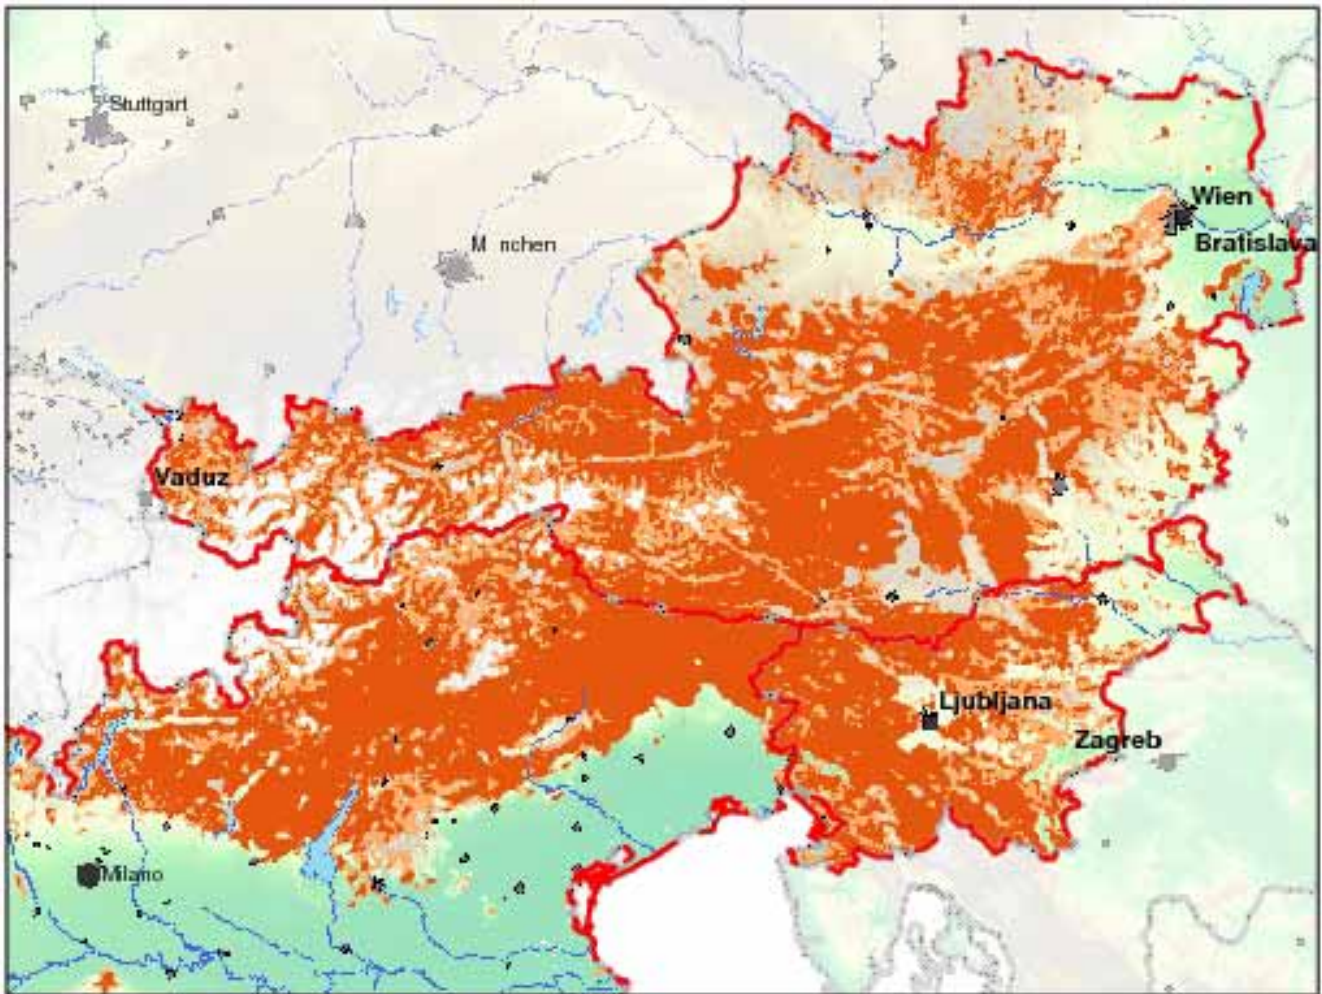 Stuttgart
Wien
M nchen
Bratislava
Vaduz
Ljubljana
Zagreb
Milano